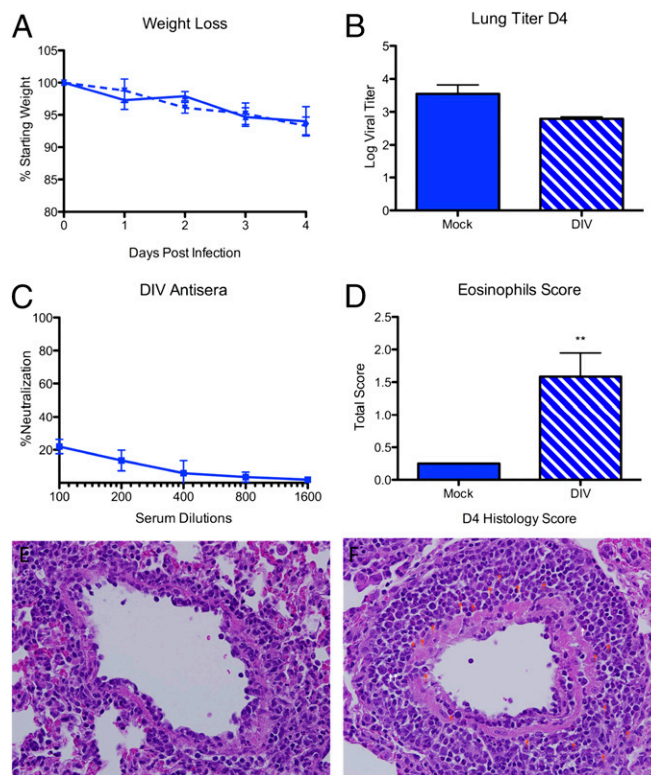 A
Weight Loss
% Starting Weight
105
100
95
90
85
80
0
1
2
3
4
Days Post Infection
B
Lung Titer D4
Log Viral Titer
5
4
3
2
1
0
Mock
DIV
C
DIV Antisera
%Neutralization
100
80
60
40
20
100
200
400
800
1600
Serum Dilutions
D
Eosinophils Score
Total Score
2.5
2.0
1.5
1.0
0.5
0.0
**
Mock
DIV
D4 Histology Score
E
F